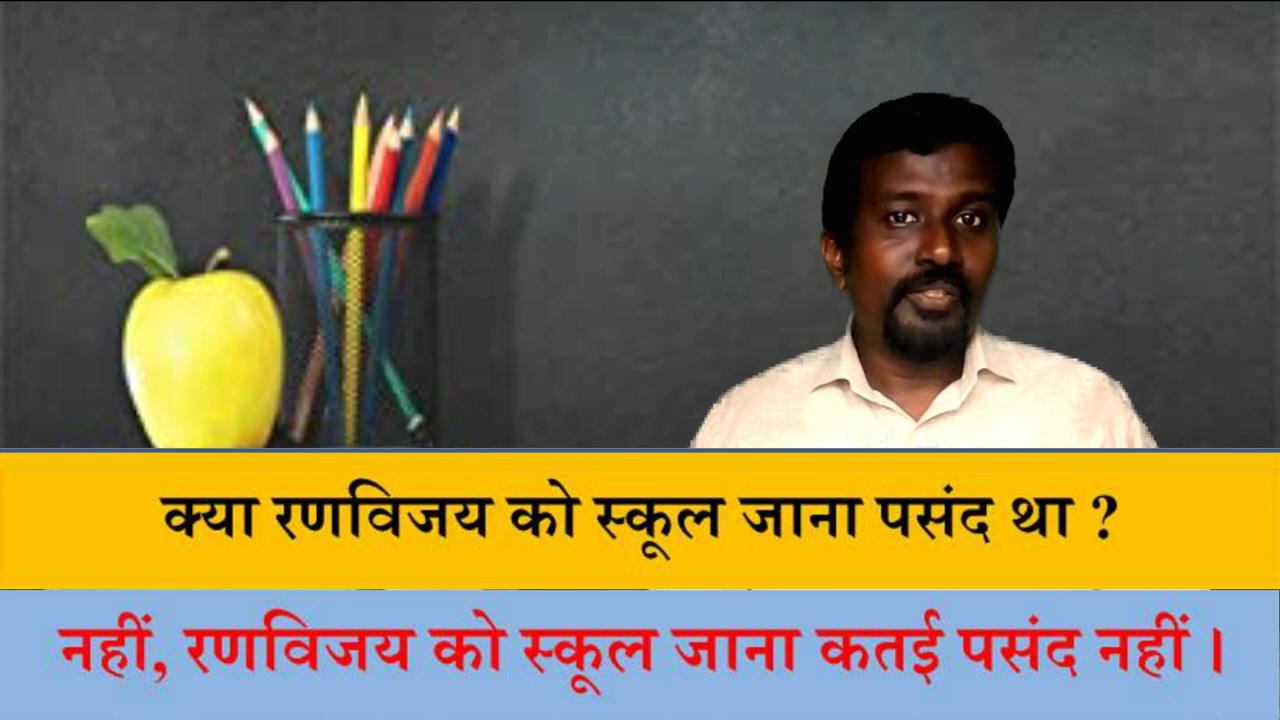 क्या रणविजय को स्कूल जाना पसंद था ?
नहीं, रणविजय को स्कूल जाना कतई पसंद नहीं ।